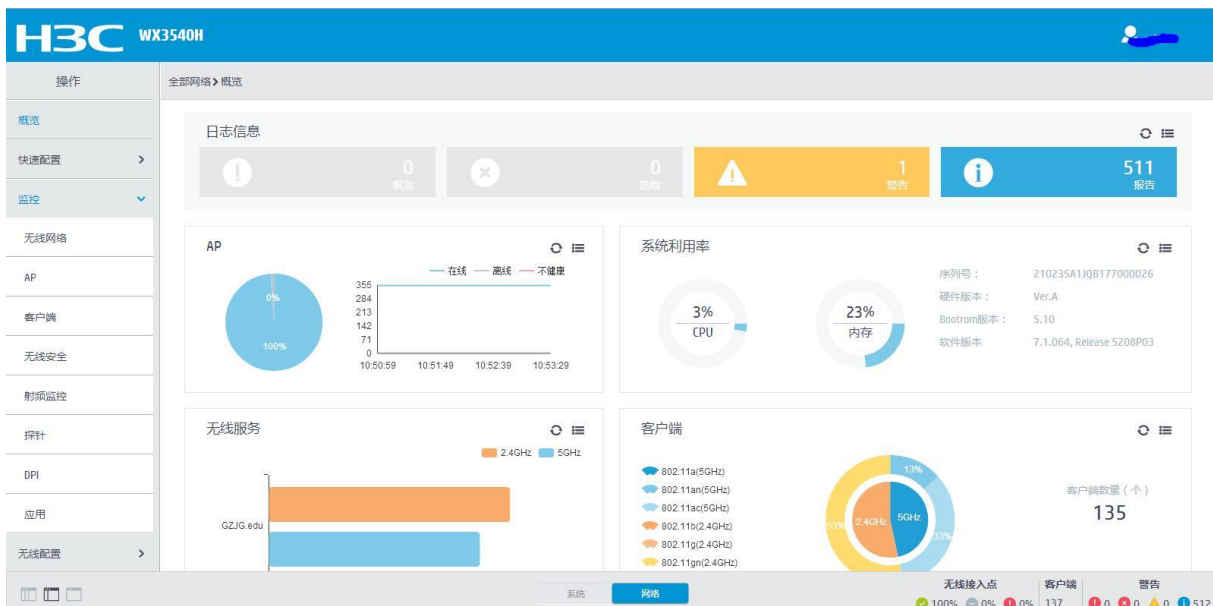 H3C WX3540H
操作
全部网络>概览
概览
快速配置
监控
无线网络
AP
客户端
无线安全
射频监控
探针
DPI
应用
无线配置
日志信息
0
紧急
0
危险
1
警告
511
报告
AP
在线 离线 不健康
355
284
213
142
71
0
10:50:59 10:51:49 10:52:39 10:53:29
0%
100%
系统利用率
3%
CPU
23%
内存
序列号： 210235A1JQB177000026
硬件版本： Ver.A
Bootrom版本： 5.10
软件版本 7.1.064, Release 5208P03
无线服务
2.4GHz 5GHz
GZJG.edu
客户端
802.11a(5GHz)
802.11an(5GHz)
802.11ac(5GHz)
802.11b(2.4GHz)
802.11g(2.4GHz)
802.11gn(2.4GHz)
13%
53% 2.4GHz 5GHz 33%
客户端数量（个）
135
系统 网络
无线接入点 客户端 警告
100% 0% 0% 137 0 0 0 512